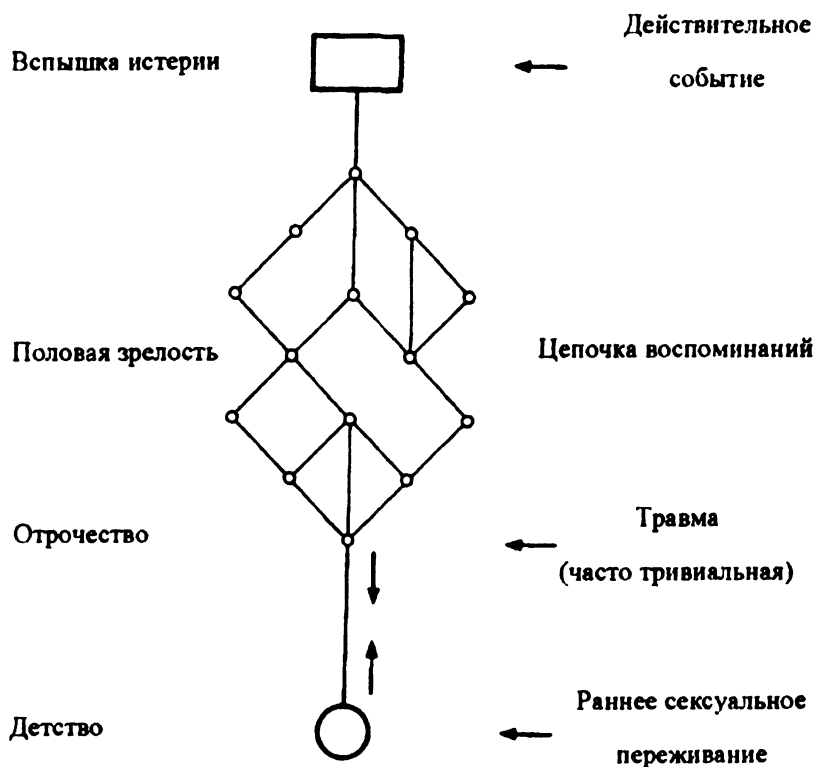 Действительное
Вспышка истерии
событие
Половая зрелость
Цепочка воспоминаний
Отрочество
Травма
(часто тривиальная)
Детство
Раннее сексуальное
переживание